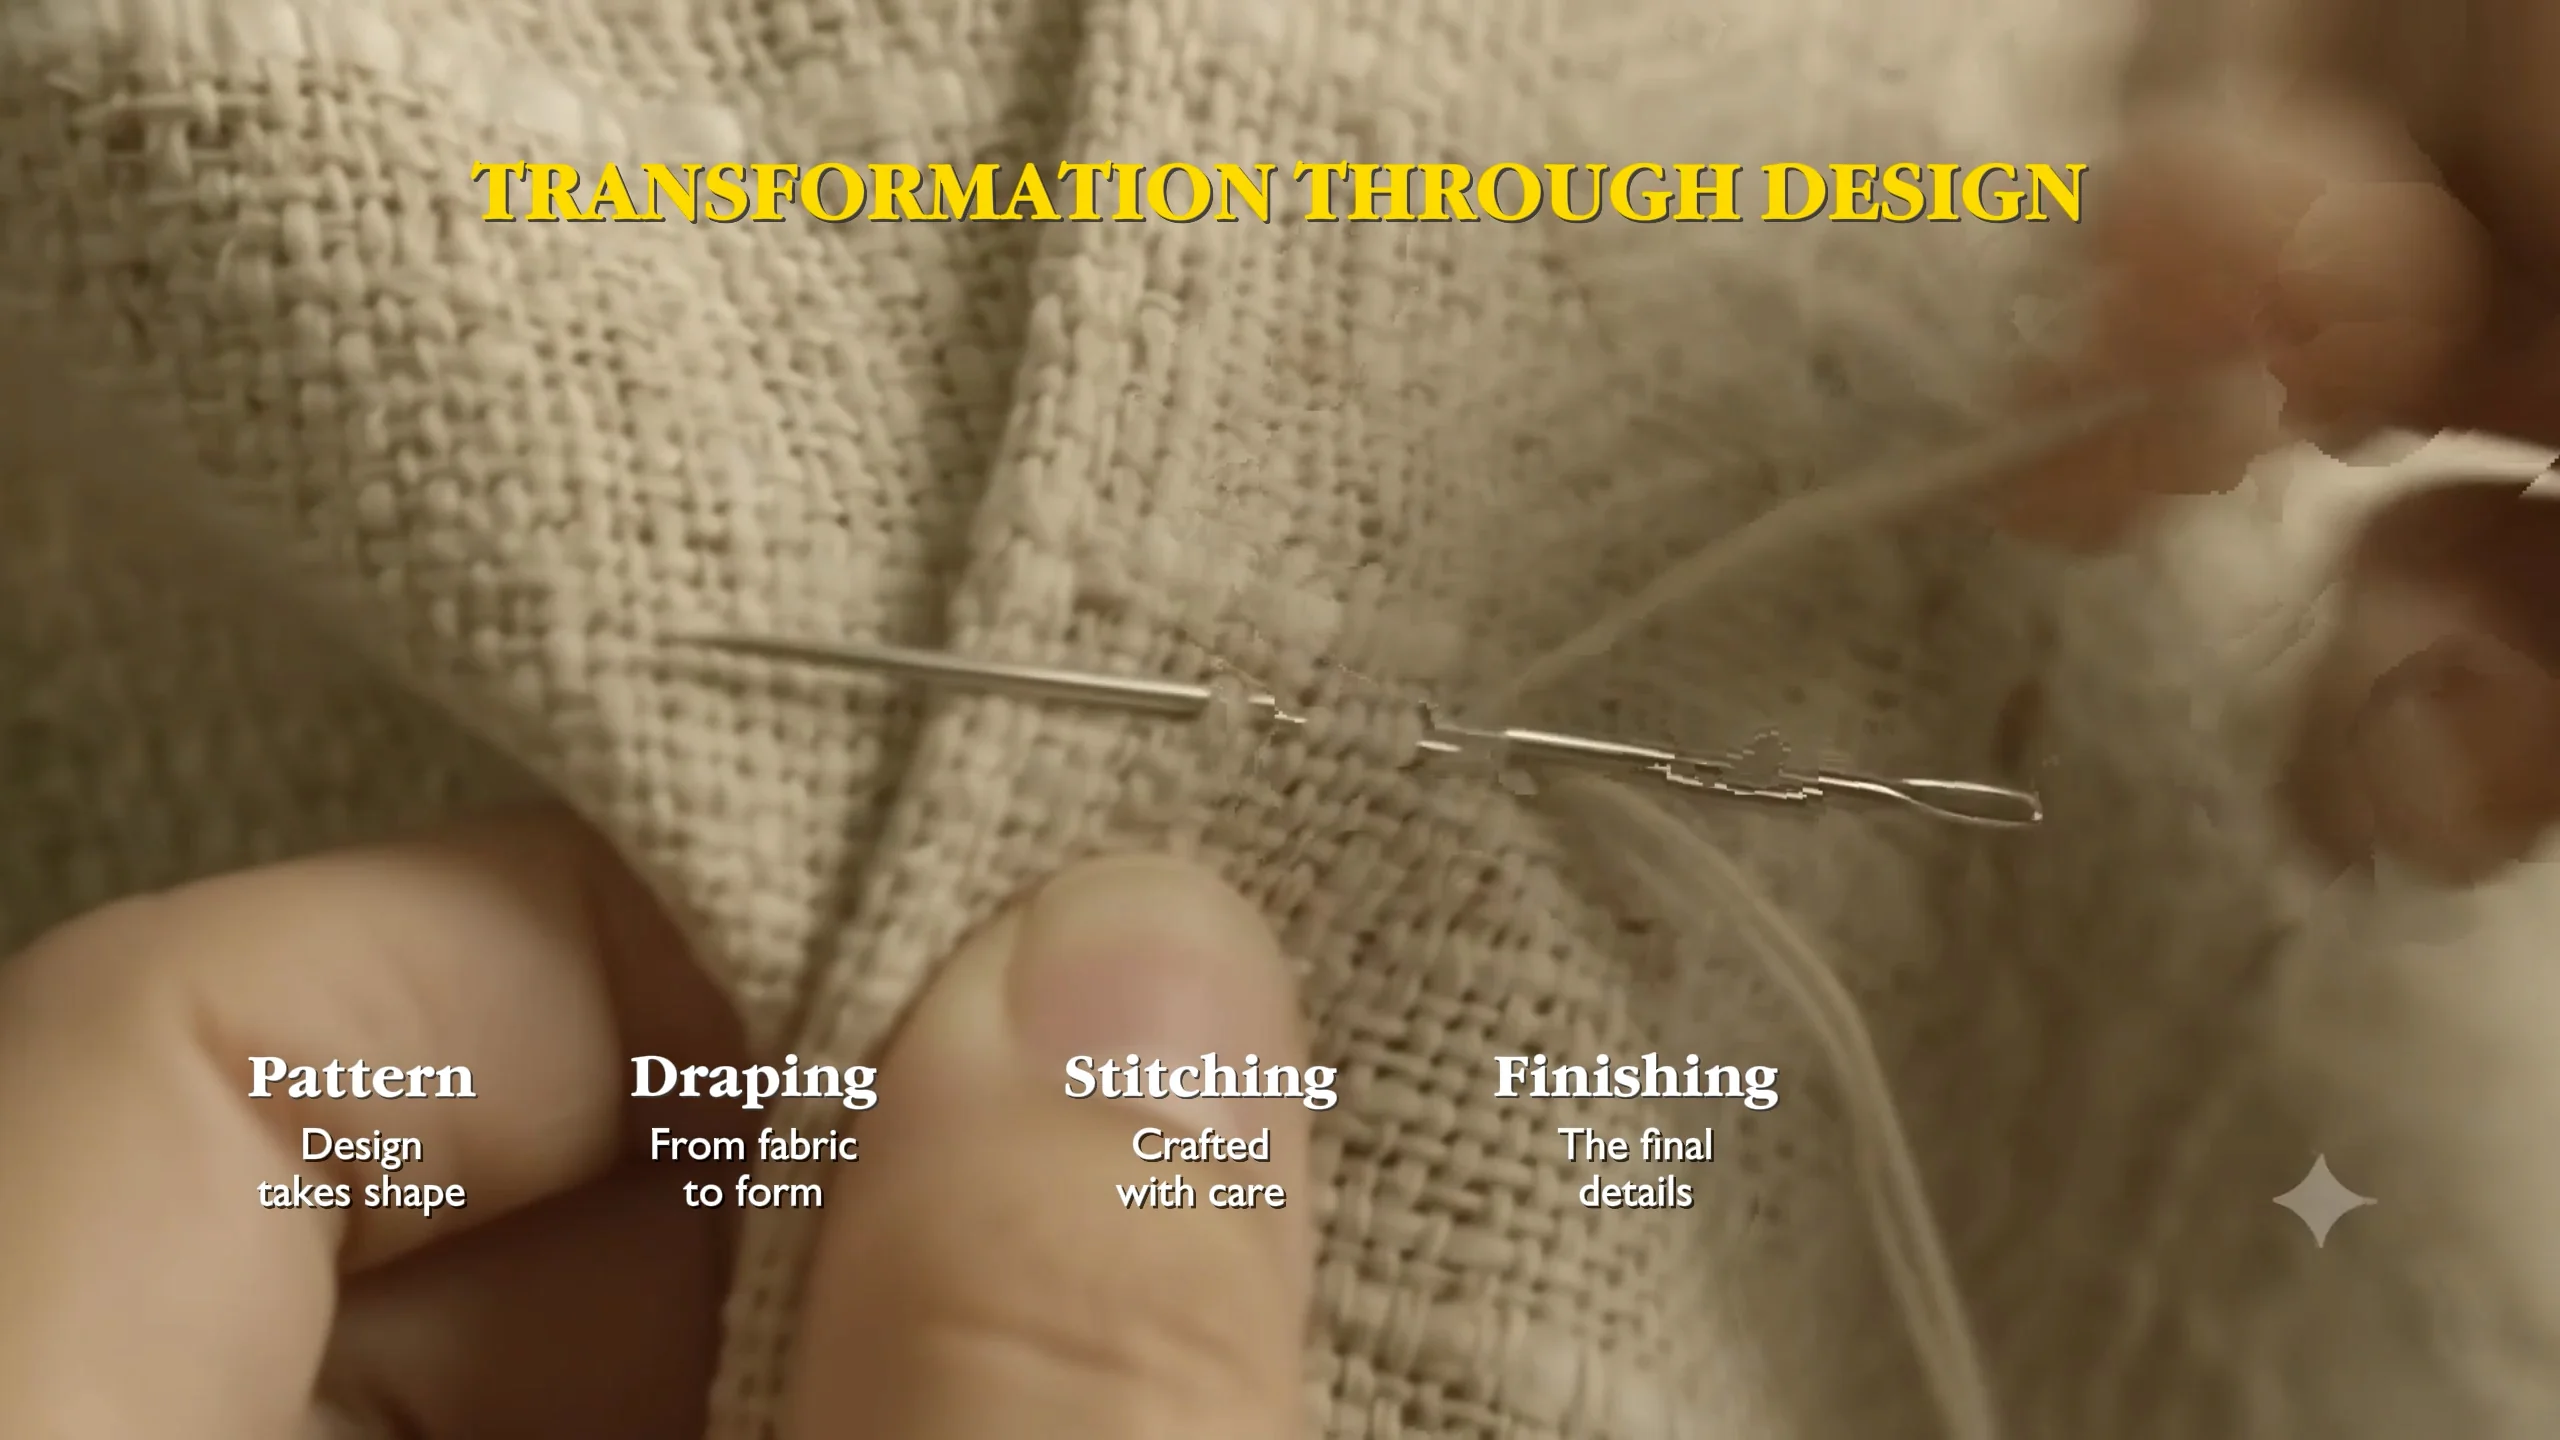 TRANSFORMATION THROUGH DESIGN
Pattern
Design
takes shape
Draping
From fabric
to form
Stitching
Crafted
with care
Finishing
The final
details